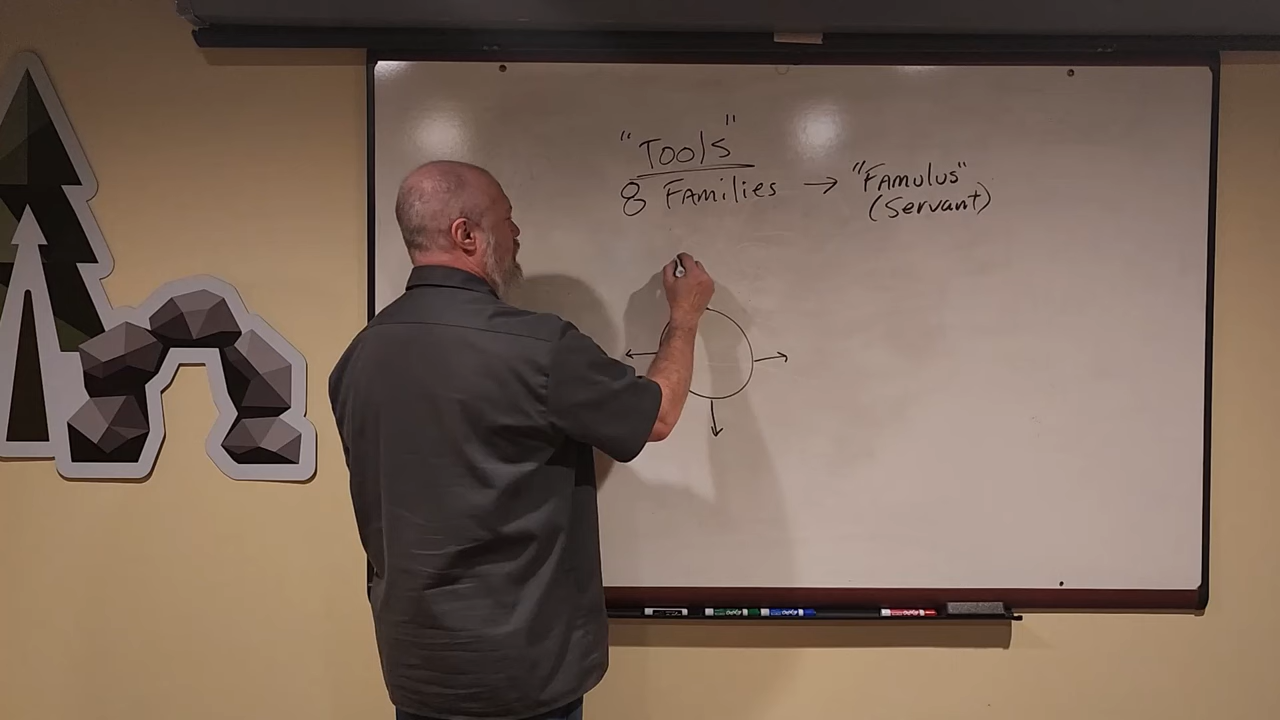 "Tools"
8 Families → "Famulus"
(Servant)